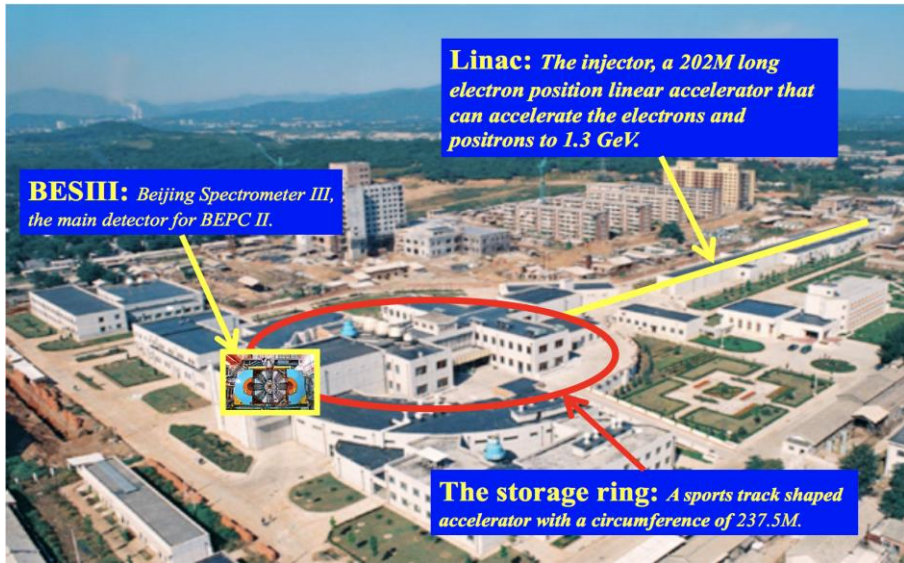 Linac: The injector, a 202M long
electron position linear accelerator that
can accelerate the electrons and
positrons to 1.3 GeV.
BESIII: Beijing Spectrometer III,
the main detector for BEPC II.
The storage ring: A sports track shaped
accelerator with a circumference of 237.5M.